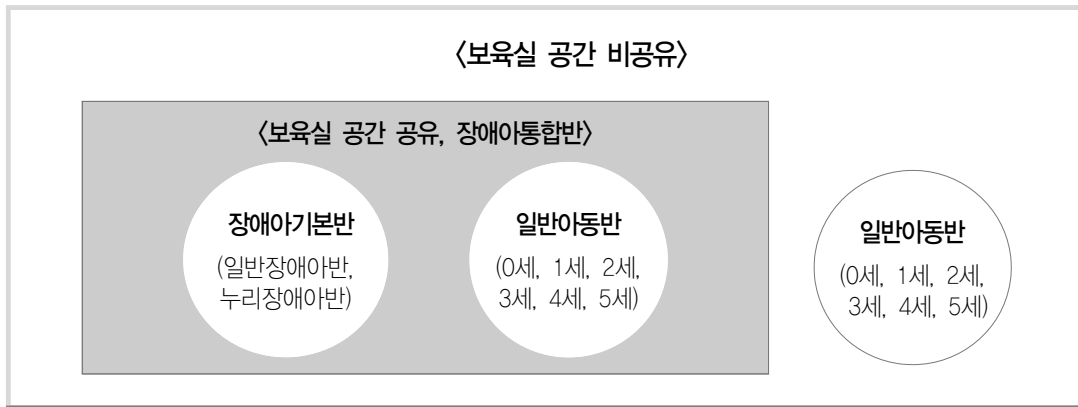 〈보육실 공간 비공유〉
〈보육실 공간 공유, 장애아통합반〉
장애아기본반
(일반장애아반,
누리장애아반)
일반아동반
(0세, 1세, 2세,
3세, 4세, 5세)
일반아동반
(0세, 1세, 2세,
3세, 4세, 5세)